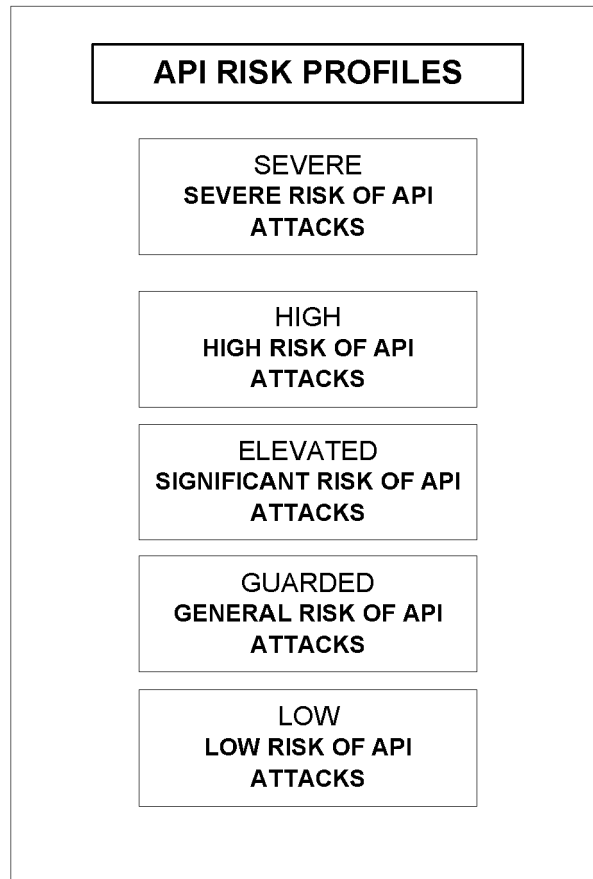 API RISK PROFILES
SEVERE
SEVERE RISK OF API
ATTACKS
HIGH
HIGH RISK OF API
ATTACKS
ELEVATED
SIGNIFICANT RISK OF API
ATTACKS
GUARDED
GENERAL RISK OF API
ATTACKS
LOW
LOW RISK OF API
ATTACKS